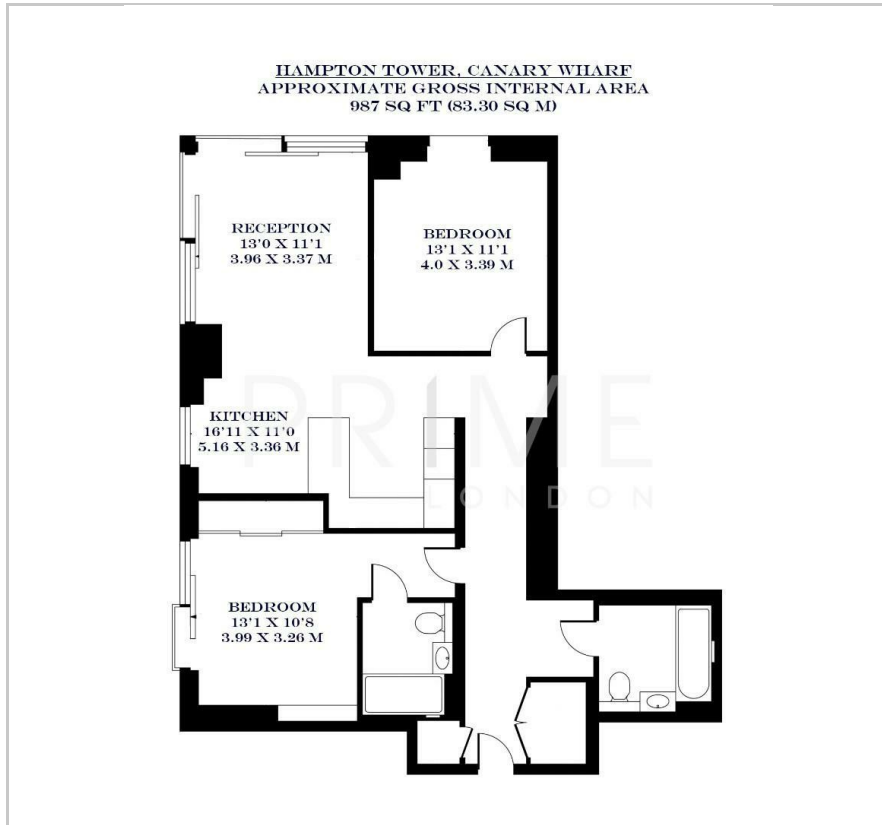 HAMPTON TOWER, CANARY WHARF
APPROXIMATE GROSS INTERNAL AREA
987 SQ FT (83.30 SQ M)
RECEPTION
13'0 X 11'1
3.96 X 3.37 M
BEDROOM
13'1 X 11'1
4.0 X 3.39 M
KITCHEN
16'11 X 11'0
5.16 X 3.36 M
PRIME
LONDON
BEDROOM
13'1 X 10'8
3.99 X 3.26 M